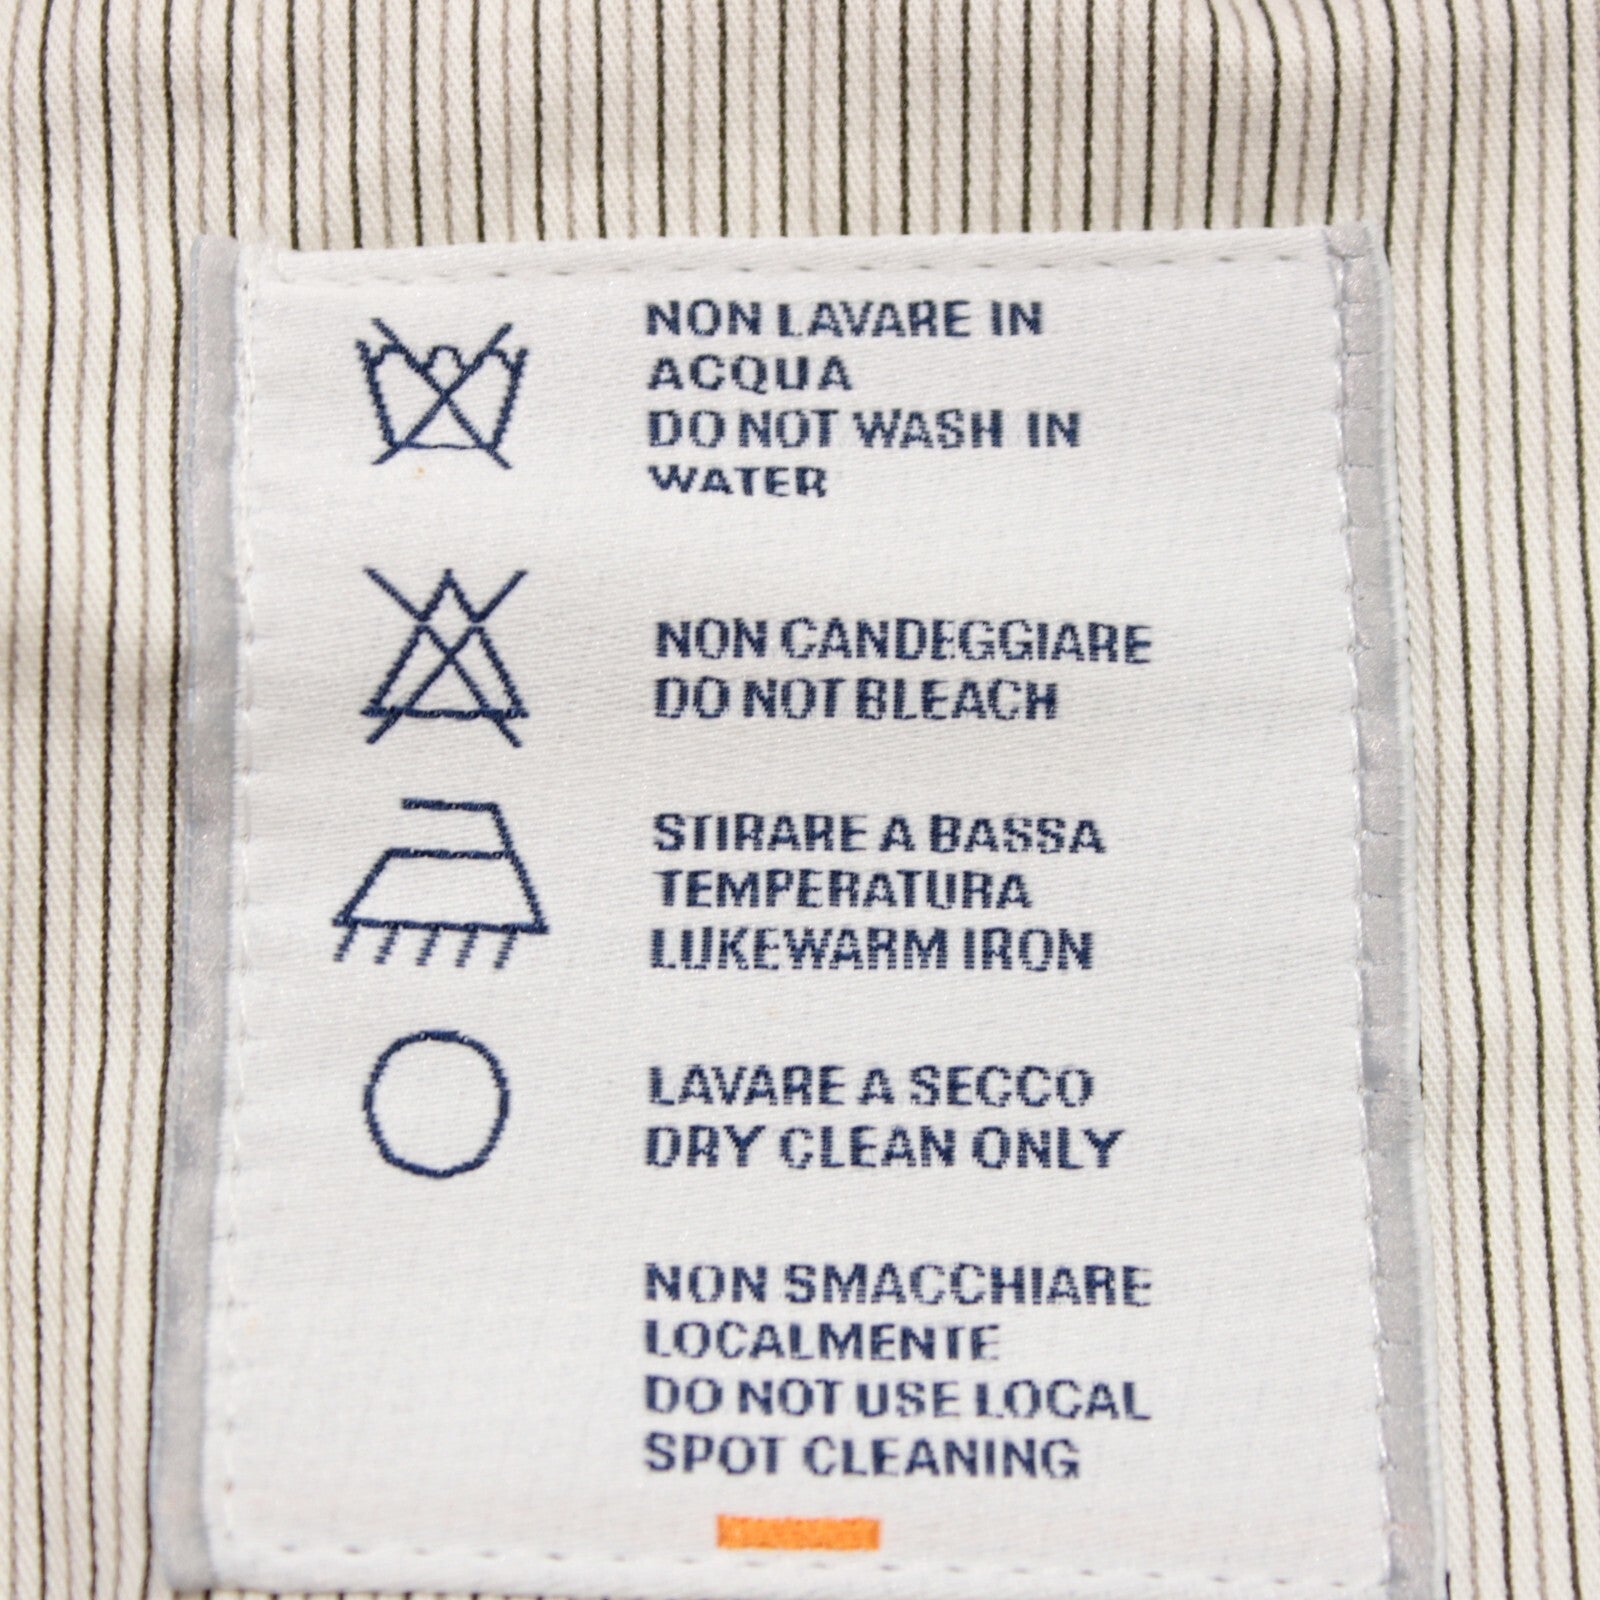 NON LAVARE IN
ACQUA
DO NOT WASH IN
WATER
NON CANDEGGIARE
DO NOT BLEACH
STIRARE A BASSA
TEMPERATURA
LUKEWARM IRON
LAVARE A SECCO
DRY CLEAN ONLY
NON SMACCHIARE
LOCALMENTE
DO NOT USE LOCAL
SPOT CLEANING